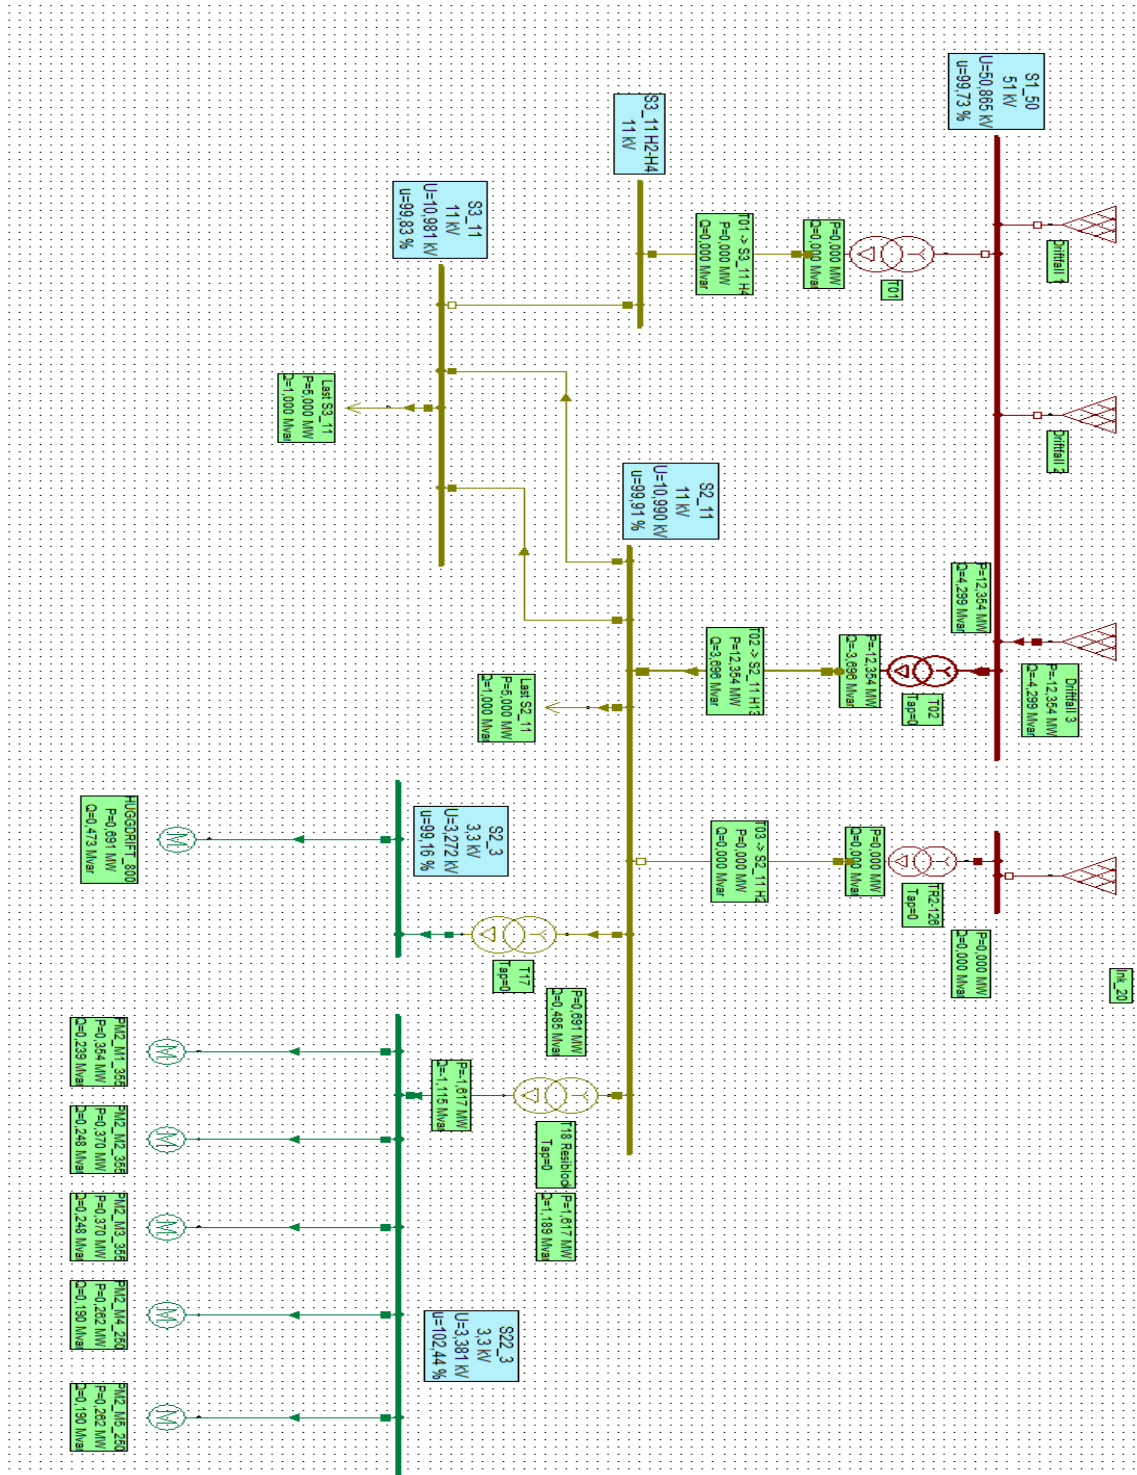 S1_50
51 kV
U=50,865 kV
u=99,73 %
Driftfall 1
Driftfall 2
P=12,354 MW
Q=4,299 Mvar
Driftfall 3
P=-12,354 MW
Q=-4,299 Mvar
P=0,000 MW
Q=0,000 Mvar
Ink_20
T01
P=0,000 MW
Q=0,000 Mvar
T02
Tap=0
P=-12,354 MW
Q=-3,696 Mvar
TR2-126
Tap=0
P=0,000 MW
Q=0,000 Mvar
S3_11 H2-H4
11 kV
T01 -> S3_11 H4
P=0,000 MW
Q=0,000 Mvar
T02 -> S2_11 H13
P=12,354 MW
Q=3,696 Mvar
T03 -> S2_11 H2
P=0,000 MW
Q=0,000 Mvar
S2_11
11 kV
U=10,990 kV
u=99,91 %
S3_11
11 kV
U=10,981 kV
u=99,83 %
Last S2_11
P=5,000 MW
Q=1,000 Mvar
Last S3_11
P=5,000 MW
Q=1,000 Mvar
T17
Tap=0
P=0,691 MW
Q=0,485 Mvar
T18 Resiblock
Tap=0
P=1,617 MW
Q=1,189 Mvar
S2_3
3,3 kV
U=3,272 kV
u=99,16 %
P=-1,617 MW
Q=-1,115 Mvar
S22_3
3,3 kV
U=3,381 kV
u=102,44 %
M
M
M
M
M
M
HUGGDRIFT_800
P=0,691 MW
Q=0,473 Mvar
PM2_M1_355
P=0,354 MW
Q=0,239 Mvar
PM2_M2_355
P=0,370 MW
Q=0,248 Mvar
PM2_M3_355
P=0,370 MW
Q=0,248 Mvar
PM2_M4_250
P=0,262 MW
Q=0,190 Mvar
PM2_M5_250
P=0,262 MW
Q=0,190 Mvar